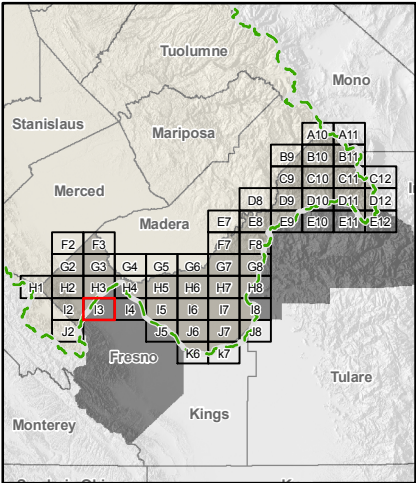 Tuolumne
Mono
Stanislaus
Mariposa
A10 A11
B9 B10 B11
Merced
C9 C10 C11 C12
D8 D9 D10 D11 D12
Madera
E7 E8 E9 E10 E11 E12
F2 F3 F7 F8
G2 G3 G4 G5 G6 G7 G8
H1 H2 H3 H4 H5 H6 H7 H8
I2 I3 I4 I5 I6 I7 I8
J2 J5 J6 J7 J8
Fresno K6 k7
Tulare
Kings
Monterey